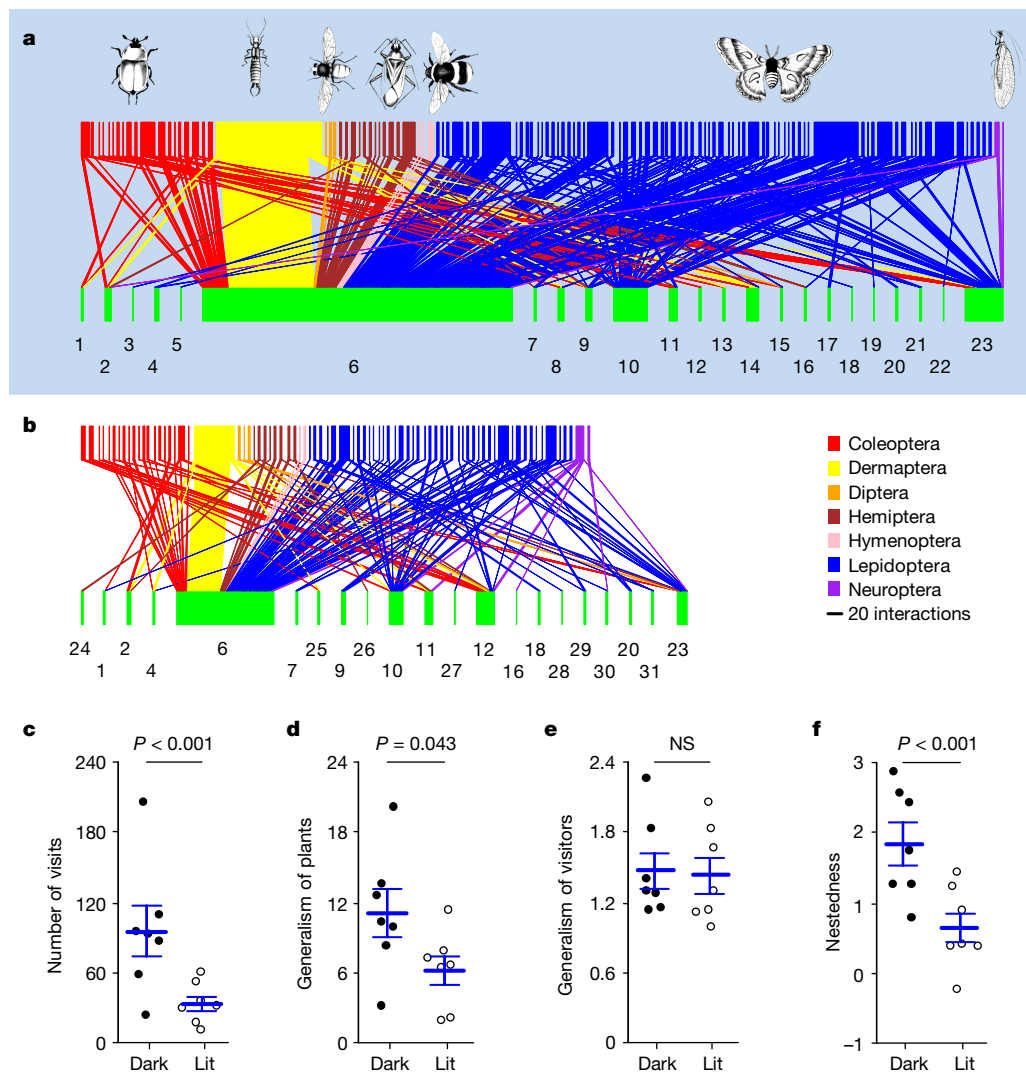 a
1 3 5 7 9 11 13 15 17 19 21 23
2 4 6 8 10 12 14 16 18 20 22
b
Coleoptera
Dermaptera
Diptera
Hemiptera
Hymenoptera
Lepidoptera
Neuroptera
20 interactions
24 2 6 25 26 11 12 18 29 20 23
1 4 7 9 10 27 16 28 30 31
c
P < 0.001
Number of visits
240
180
120
60
0
Dark Lit
d
P = 0.043
Generalism of plants
24
18
12
6
0
Dark Lit
e
NS
Generalism of visitors
2.4
1.8
1.2
0.6
0
Dark Lit
f
P < 0.001
Nestedness
3
2
1
0
–1
Dark Lit